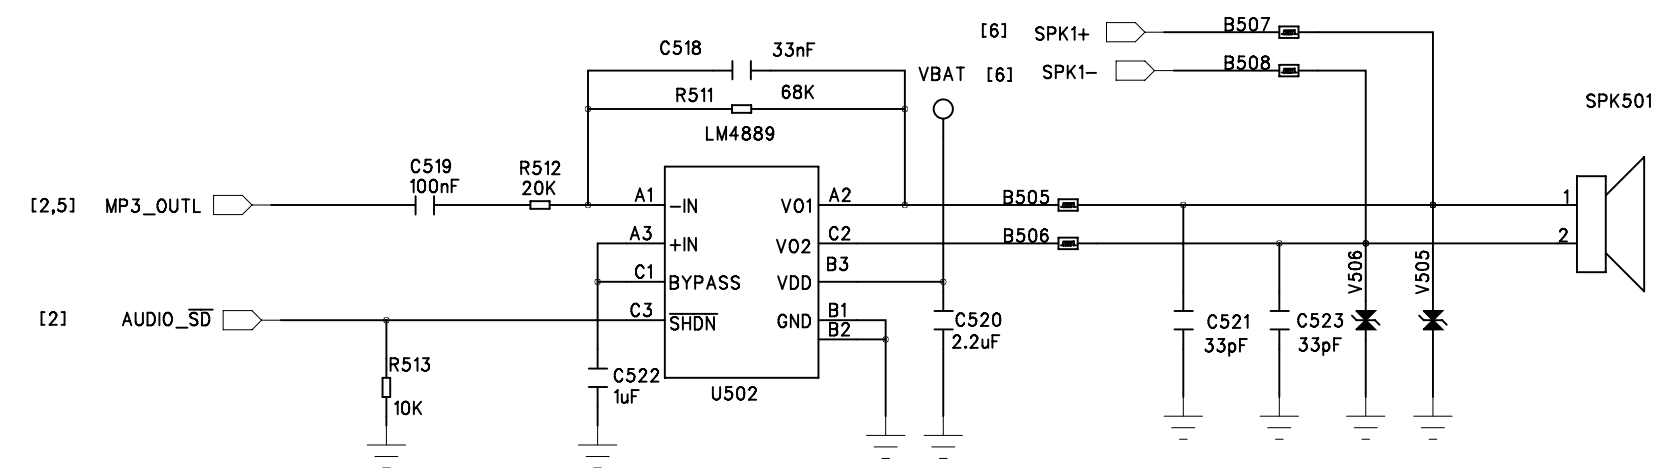 [6] SPK1+ B507
C518 33nF
VBAT [6] SPK1- B508
R511 68K
SPK501
LM4889
C519
100nF
R512
20K
[2,5] MP3_OUTL
A1 -IN VO1 A2 B505 1
A3 +IN VO2 C2 B506 2
C1 BYPASS VDD B3
V506 V505
[2] AUDIO_SD C3 SHDN GND B1
B2
C520
2.2uF
C521
33pF
C523
33pF
R513
10K
C522
1uF
U502